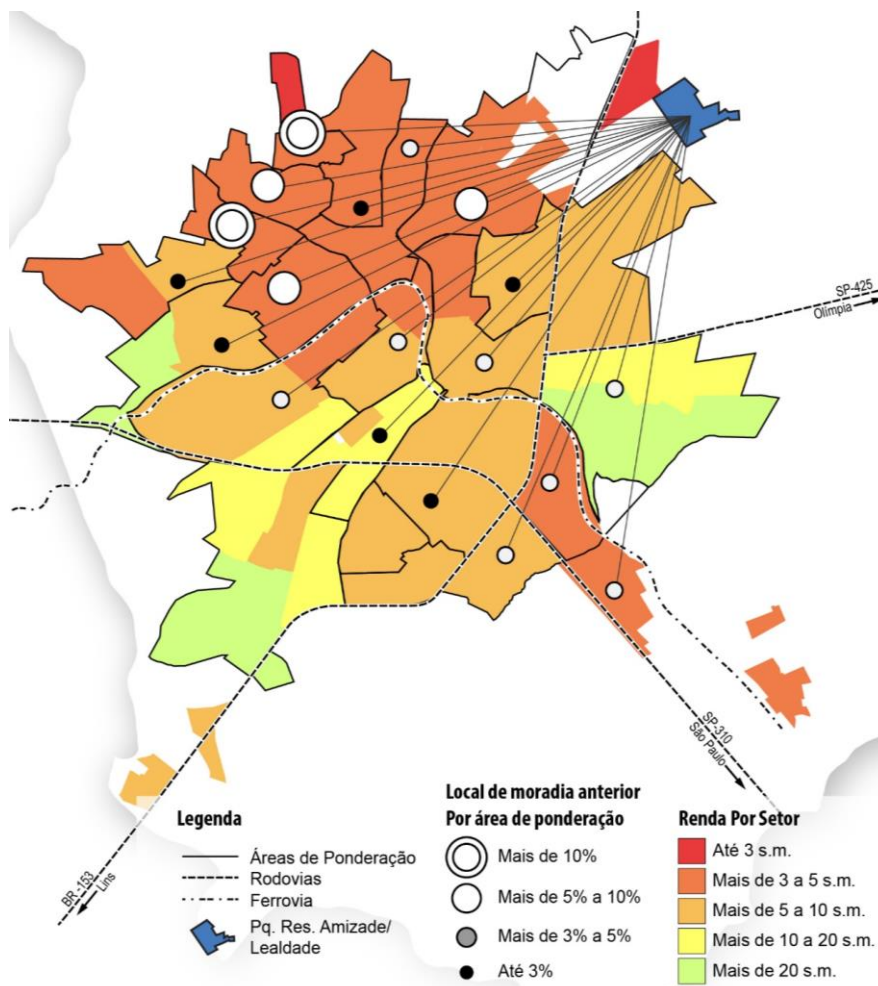 SP-425
Olímpia
SP-310
São Paulo
BR -153
Lins
Legenda
Áreas de Ponderação
Rodovias
Ferrovia
Pq. Res. Amizade/
Lealdade
Local de moradia anterior
Por área de ponderação
Mais de 10%
Mais de 5% a 10%
Mais de 3% a 5%
Até 3%
Renda Por Setor
Até 3 s.m.
Mais de 3 a 5 s.m.
Mais de 5 a 10 s.m.
Mais de 10 a 20 s.m.
Mais de 20 s.m.